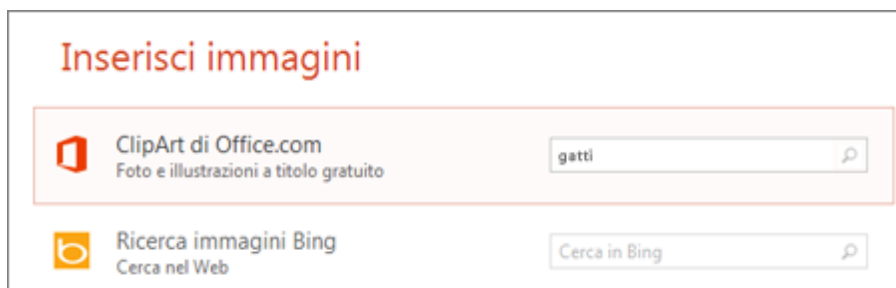 Inserisci immagini
ClipArt di Office.com
Foto e illustrazioni a titolo gratuito
gatti
Ricerca immagini Bing
Cerca nel Web
Cerca in Bing